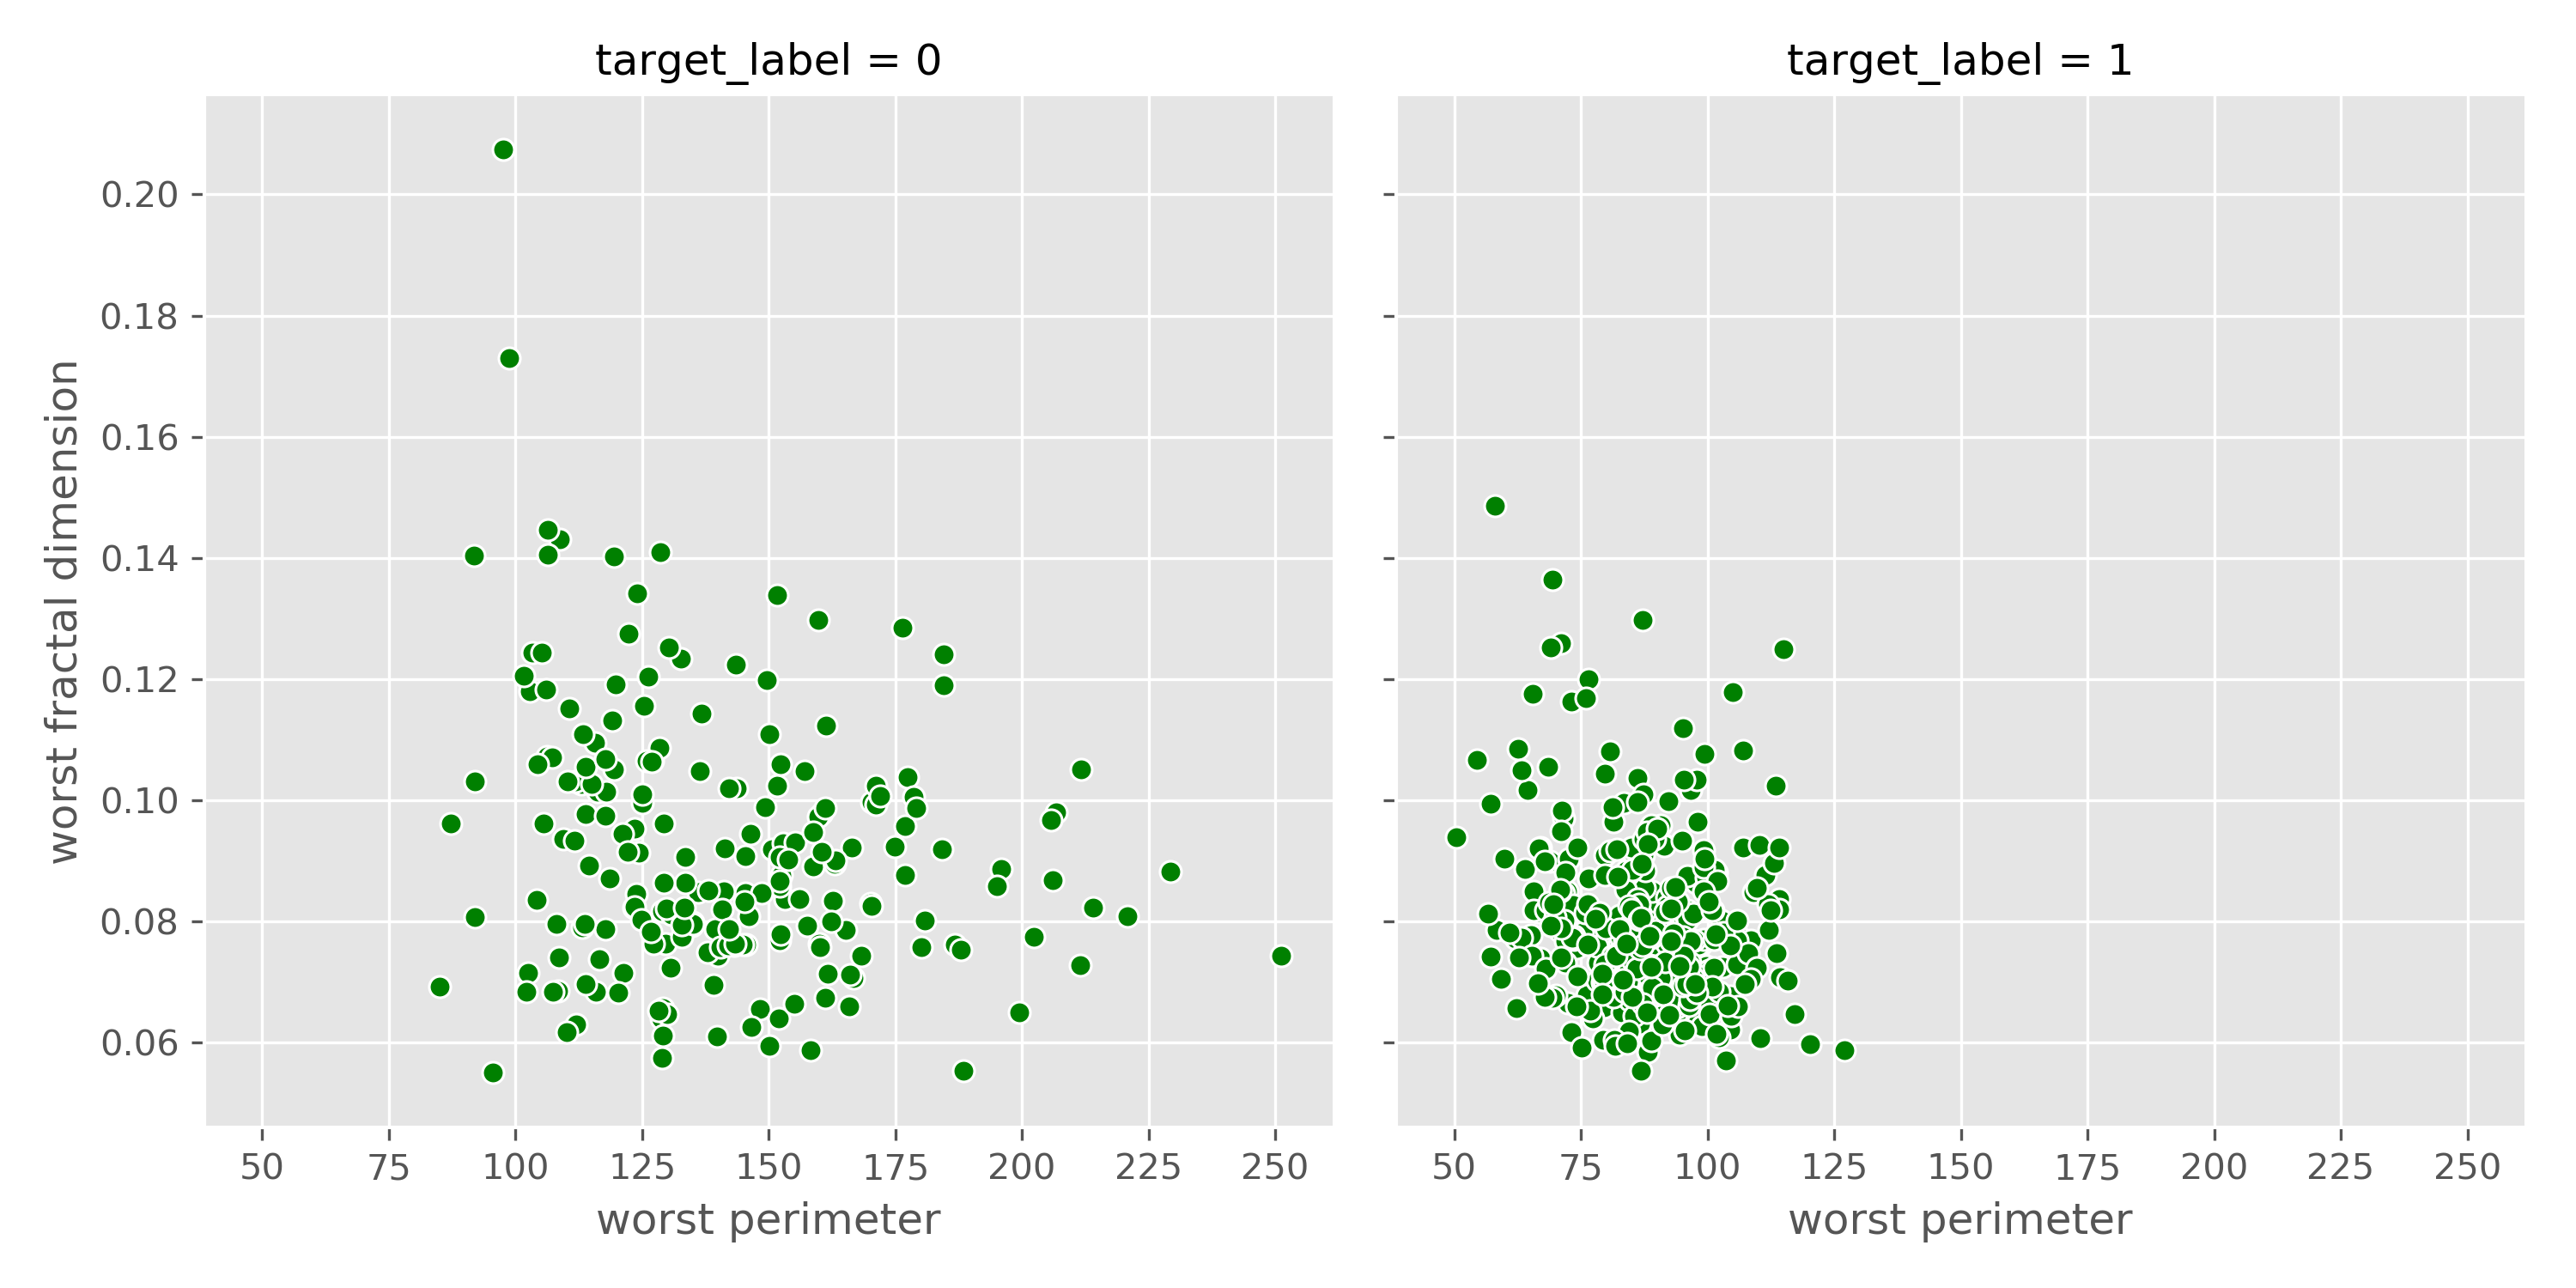 target_label = 0
target_label = 1
worst fractal dimension
0.20
0.18
0.16
0.14
0.12
0.10
0.08
0.06
50 75 100 125 150 175 200 225 250
50 75 100 125 150 175 200 225 250
worst perimeter
worst perimeter